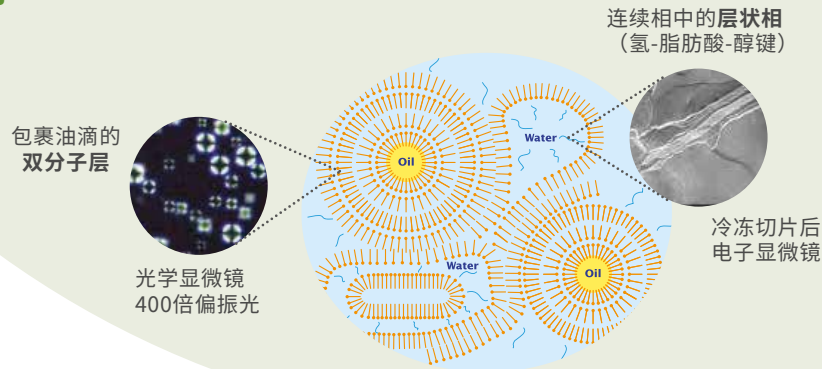 连续相中的层状相
（氢-脂肪酸-醇键）
包裹油滴的
双分子层
Oil
Water
Water
Oil
冷冻切片后
电子显微镜
光学显微镜
400倍偏振光